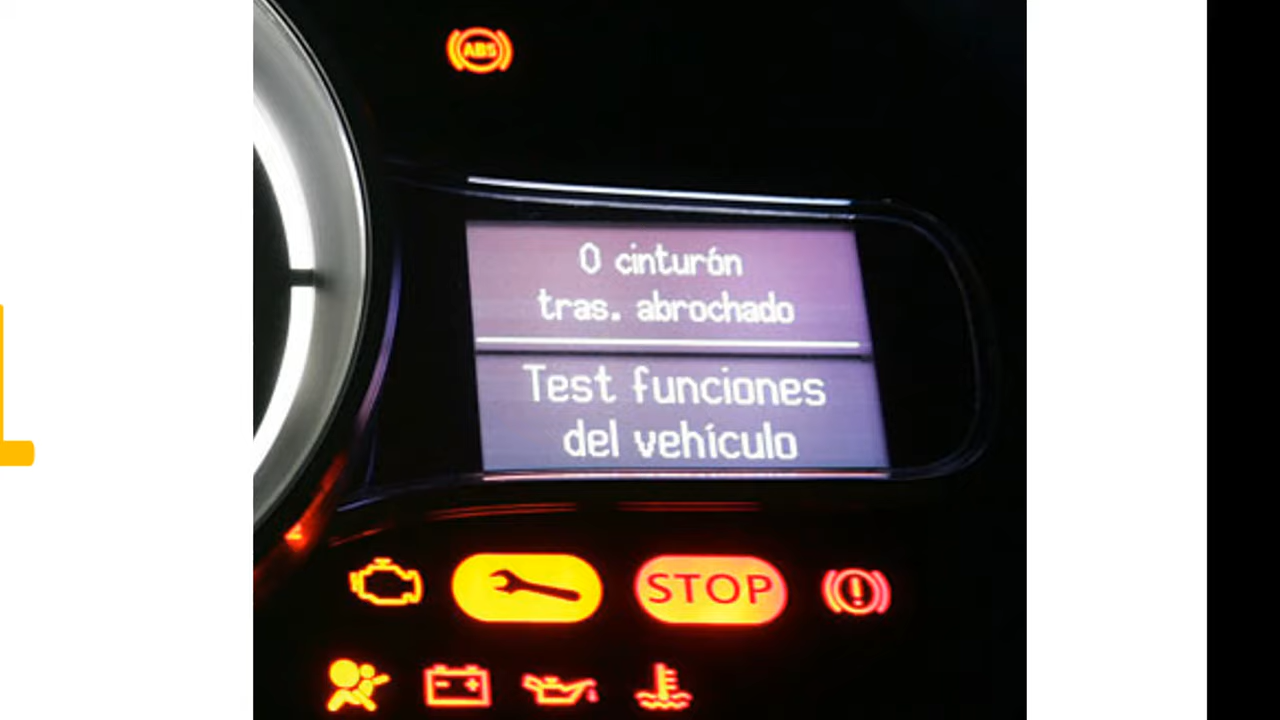 ABS
0 cinturón
tras. abrochado
Test funciones
del vehículo
STOP